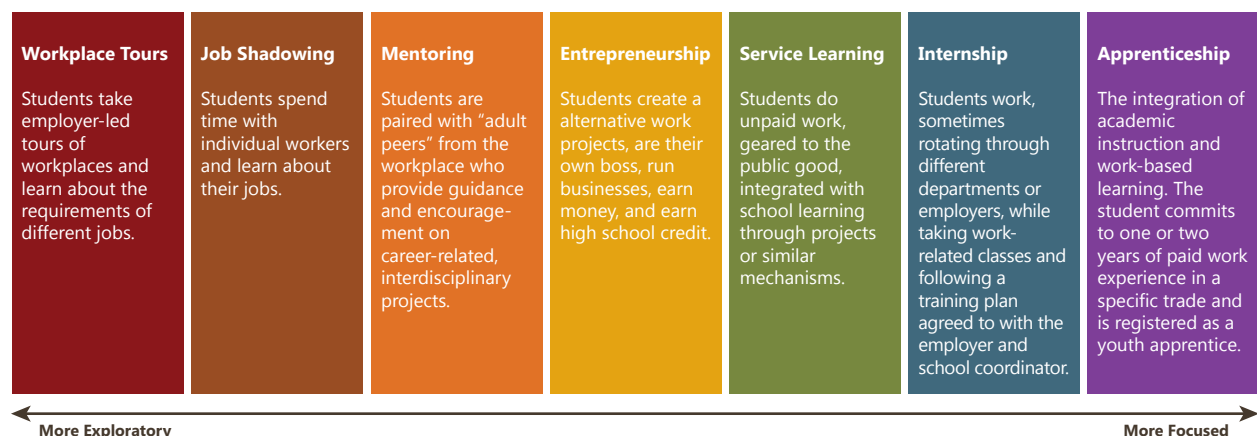 Workplace Tours
Students take
employer-led
tours of
workplaces and
learn about the
requirements of
different jobs.
Job Shadowing
Students spend
time with
individual workers
and learn about
their jobs.
Mentoring
Students are
paired with “adult
peers” from the
workplace who
provide guidance
and encourage-
ment on
career-related,
interdisciplinary
projects.
Entrepreneurship
Students create a
alternative work
projects, are their
own boss, run
businesses, earn
money, and earn
high school credit.
Service Learning
Students do
unpaid work,
geared to the
public good,
integrated with
school learning
through projects
or similar
mechanisms.
Internship
Students work,
sometimes
rotating through
different
departments or
employers, while
taking work-
related classes and
following a
training plan
agreed to with the
employer and
school coordinator.
Apprenticeship
The integration of
academic
instruction and
work-based
learning. The
student commits
to one or two
years of paid work
experience in a
specific trade and
is registered as a
youth apprentice.
More Exploratory
More Focused